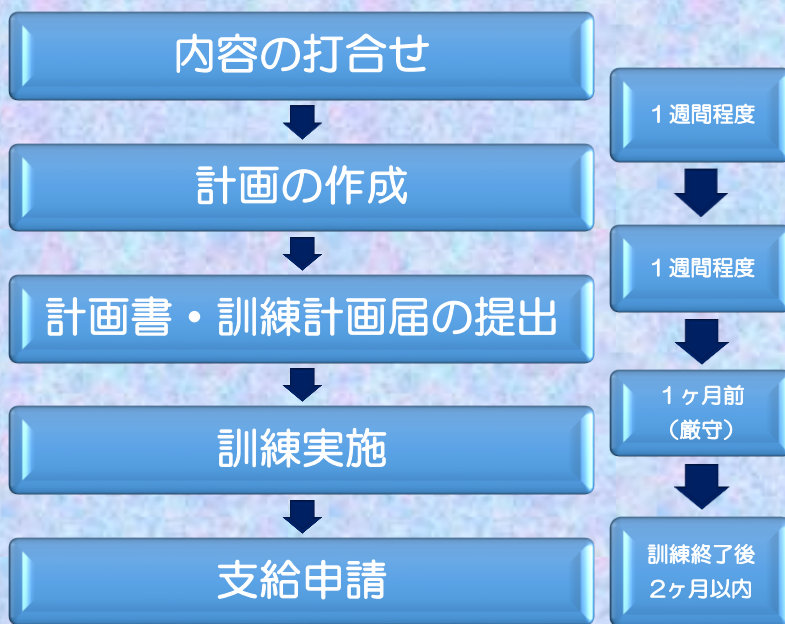 内容の打合せ
計画の作成
計画書・訓練計画届の提出
訓練実施
支給申請
１週間程度
１週間程度
１ヶ月前
（厳守）
訓練終了後
２ヶ月以内